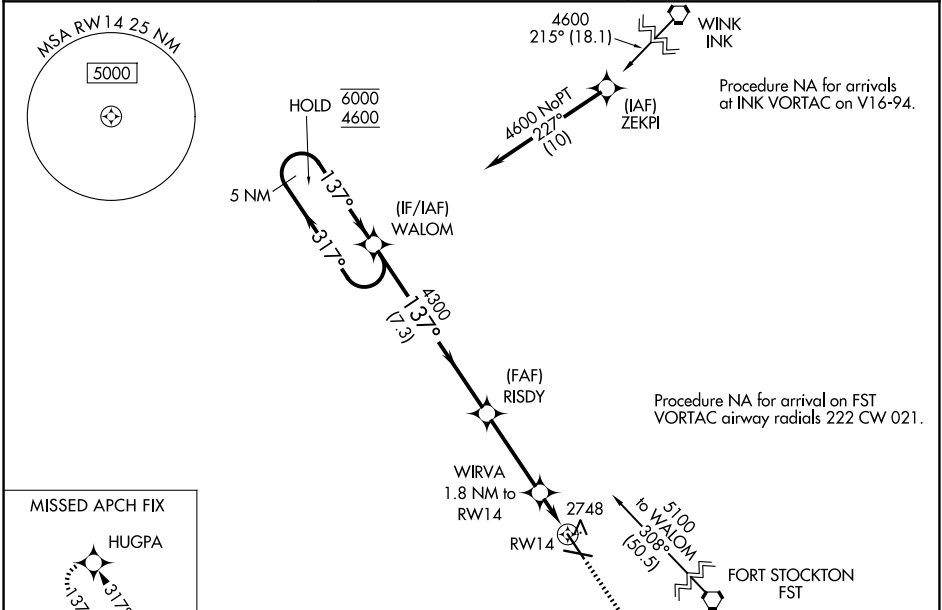 MSA RW14 25 NM
5000
4600
215° (18.1)
WINK
INK
Procedure NA for arrivals
at INK VORTAC on V16-94.
(IAF)
ZEKPI
4600 NoPT
227°
(10)
HOLD
6000
4600
5 NM
137°
317°
(IF/IAF)
WALOM
4300
137°
(7.3)
(FAF)
RISDY
Procedure NA for arrival on FST
VORTAC airway radials 222 CW 021.
WIRVA
1.8 NM to
RW14
2748
RW14
5100
to WALOM
308°
(50.5)
FORT STOCKTON
FST
MISSED APCH FIX
HUGPA
137
317°